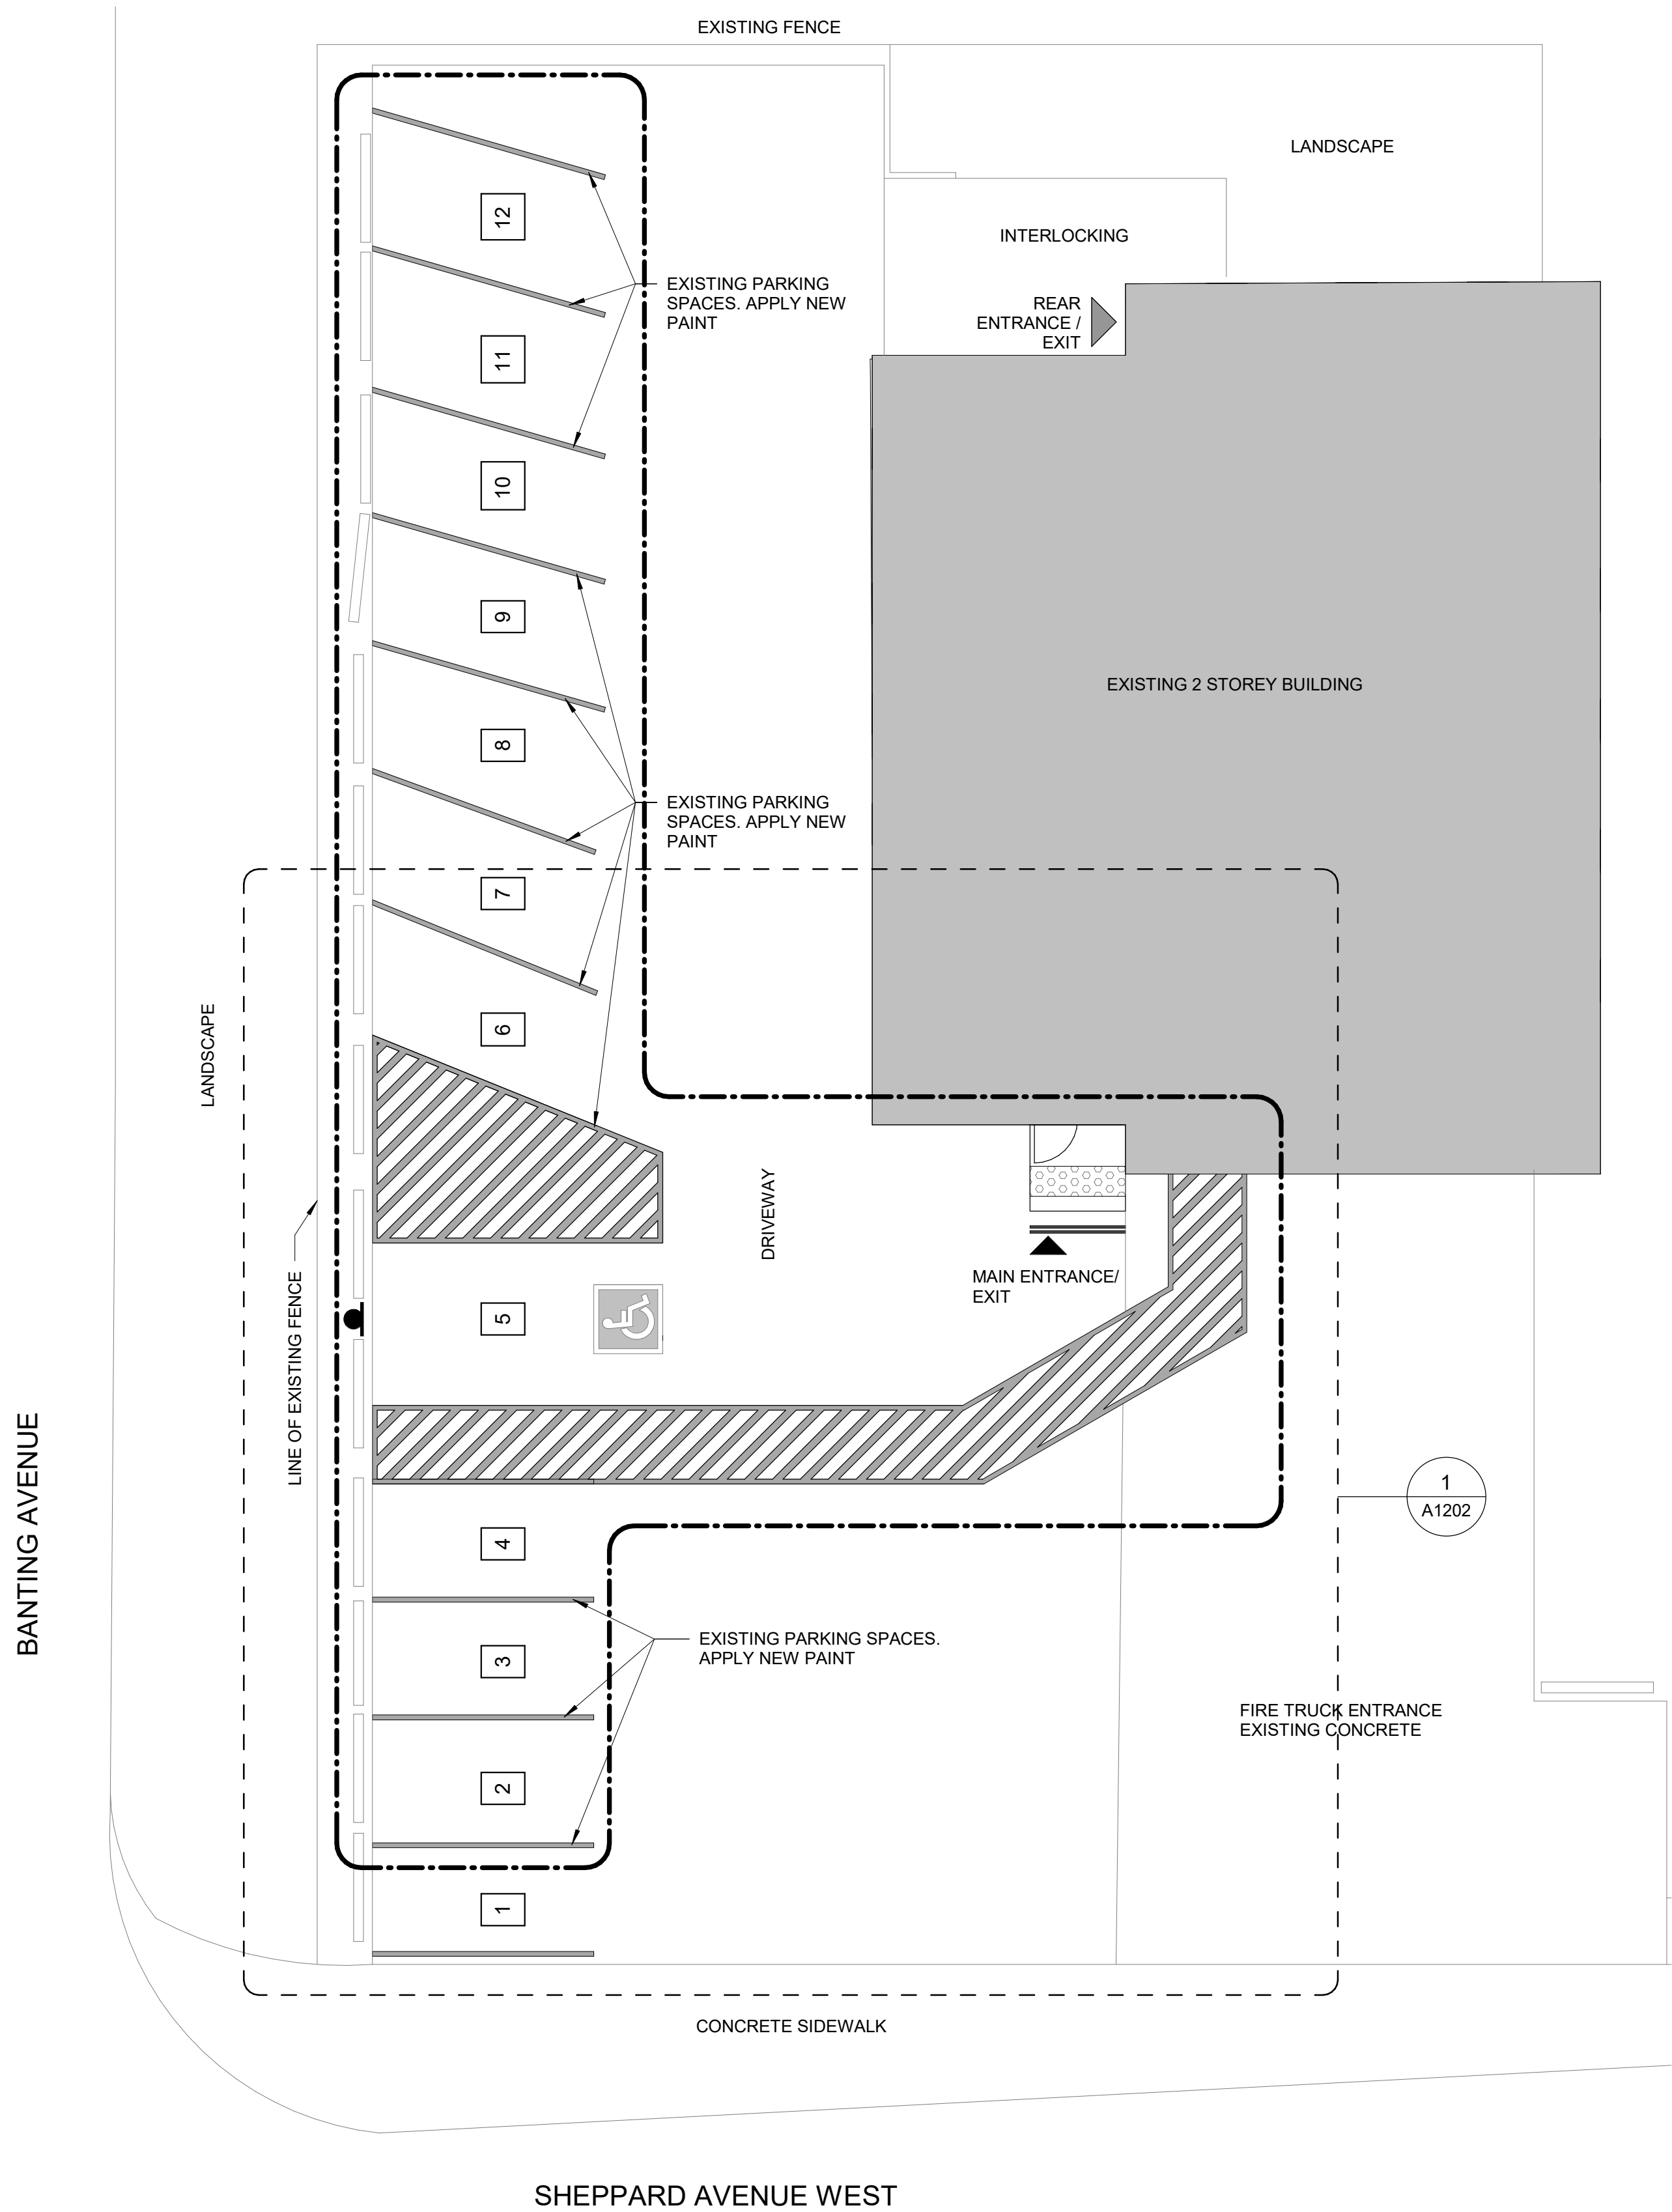 EXISTING FENCE
LANDSCAPE
INTERLOCKING
REAR
ENTRANCE /
EXIT
12
EXISTING PARKING
SPACES. APPLY NEW
PAINT
11
10
9
EXISTING 2 STOREY BUILDING
8
EXISTING PARKING
SPACES. APPLY NEW
PAINT
7
6
LANDSCAPE
DRIVEWAY
MAIN ENTRANCE/
EXIT
5
LINE OF EXISTING FENCE
BANTING AVENUE
1
A1202
4
3
EXISTING PARKING SPACES.
APPLY NEW PAINT
FIRE TRUCK ENTRANCE
EXISTING CONCRETE
2
1
CONCRETE SIDEWALK
SHEPPARD AVENUE WEST